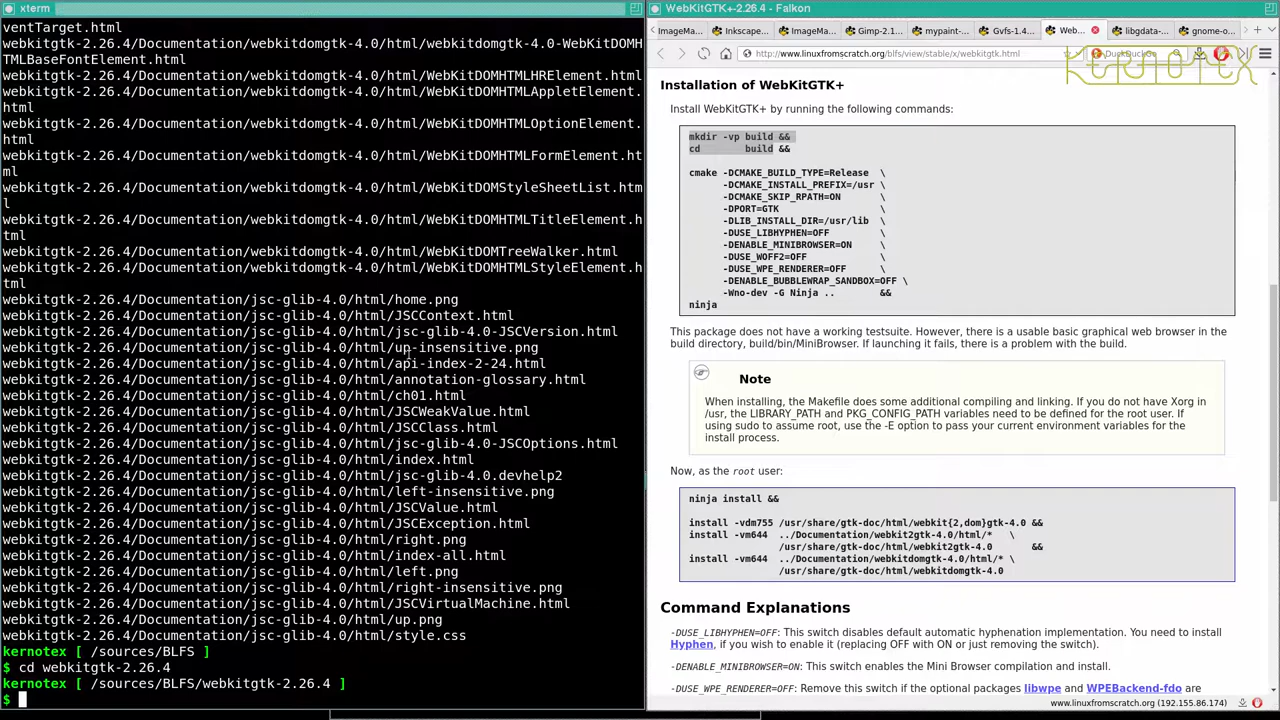 xterm
ventTarget.html
webkitgtk-2.26.4/Documentation/webkitdomgtk-4.0/html/webkitdomgtk-4.0-WebKitDOMH
TMLBaseFontElement.html
webkitgtk-2.26.4/Documentation/webkitdomgtk-4.0/html/WebKitDOMHTMLHRElement.html
webkitgtk-2.26.4/Documentation/webkitdomgtk-4.0/html/WebKitDOMHTMLAppletElement.
html
webkitgtk-2.26.4/Documentation/webkitdomgtk-4.0/html/WebKitDOMHTMLOptionElement.
html
webkitgtk-2.26.4/Documentation/webkitdomgtk-4.0/html/WebKitDOMHTMLFormElement.ht
ml
webkitgtk-2.26.4/Documentation/webkitdomgtk-4.0/html/WebKitDOMStyleSheetList.htm
l
webkitgtk-2.26.4/Documentation/webkitdomgtk-4.0/html/WebKitDOMHTMLTitleElement.h
tml
webkitgtk-2.26.4/Documentation/webkitdomgtk-4.0/html/WebKitDOMTreeWalker.html
webkitgtk-2.26.4/Documentation/webkitdomgtk-4.0/html/WebKitDOMHTMLStyleElement.h
tml
webkitgtk-2.26.4/Documentation/jsc-glib-4.0/html/home.png
webkitgtk-2.26.4/Documentation/jsc-glib-4.0/html/JSCContext.html
webkitgtk-2.26.4/Documentation/jsc-glib-4.0/html/jsc-glib-4.0-JSCVersion.html
webkitgtk-2.26.4/Documentation/jsc-glib-4.0/html/up-insensitive.png
webkitgtk-2.26.4/Documentation/jsc-glib-4.0/html/api-index-2-24.html
webkitgtk-2.26.4/Documentation/jsc-glib-4.0/html/annotation-glossary.html
webkitgtk-2.26.4/Documentation/jsc-glib-4.0/html/ch01.html
webkitgtk-2.26.4/Documentation/jsc-glib-4.0/html/JSCWeakValue.html
webkitgtk-2.26.4/Documentation/jsc-glib-4.0/html/JSCClass.html
webkitgtk-2.26.4/Documentation/jsc-glib-4.0/html/jsc-glib-4.0-JSCOptions.html
webkitgtk-2.26.4/Documentation/jsc-glib-4.0/html/index.html
webkitgtk-2.26.4/Documentation/jsc-glib-4.0/html/jsc-glib-4.0.devhelp2
webkitgtk-2.26.4/Documentation/jsc-glib-4.0/html/left-insensitive.png
webkitgtk-2.26.4/Documentation/jsc-glib-4.0/html/JSCValue.html
webkitgtk-2.26.4/Documentation/jsc-glib-4.0/html/JSCException.html
webkitgtk-2.26.4/Documentation/jsc-glib-4.0/html/right.png
webkitgtk-2.26.4/Documentation/jsc-glib-4.0/html/index-all.html
webkitgtk-2.26.4/Documentation/jsc-glib-4.0/html/left.png
webkitgtk-2.26.4/Documentation/jsc-glib-4.0/html/right-insensitive.png
webkitgtk-2.26.4/Documentation/jsc-glib-4.0/html/JSCVirtualMachine.html
webkitgtk-2.26.4/Documentation/jsc-glib-4.0/html/up.png
webkitgtk-2.26.4/Documentation/jsc-glib-4.0/html/style.css
kernotex [ /sources/BLFS ]
$ cd webkitgtk-2.26.4
kernotex [ /sources/BLFS/webkitgtk-2.26.4 ]
$
WebKitGTK+-2.26.4 - Falkon
ImageMa... Inkscape... ImageMa... Gimp-2.1... mypaint-... Gvfs-1.4... Web... libgdata-... gnome-o...
http://www.linuxfromscratch.org/blfs/view/stable/x/webkitgtk.html DuckDuckGo
KERNOTEX
Installation of WebKitGTK+
Install WebKitGTK+ by running the following commands:
mkdir -vp build &&
cd build &&
cmake -DCMAKE_BUILD_TYPE=Release \
-DCMAKE_INSTALL_PREFIX=/usr \
-DCMAKE_SKIP_RPATH=ON \
-DPORT=GTK \
-DLIB_INSTALL_DIR=/usr/lib \
-DUSE_LIBHYPHEN=OFF \
-DENABLE_MINIBROWSER=ON \
-DUSE_WOFF2=OFF \
-DUSE_WPE_RENDERER=OFF \
-DENABLE_BUBBLEWRAP_SANDBOX=OFF \
-Wno-dev -G Ninja .. &&
ninja
This package does not have a working testsuite. However, there is a usable basic graphical web browser in the
build directory, build/bin/MiniBrowser. If launching it fails, there is a problem with the build.
Note
When installing, the Makefile does some additional compiling and linking. If you do not have Xorg in
/usr, the LIBRARY_PATH and PKG_CONFIG_PATH variables need to be defined for the root user. If
using sudo to assume root, use the -E option to pass your current environment variables for the
install process.
Now, as the root user:
ninja install &&
install -vdm755 /usr/share/gtk-doc/html/webkit{2,dom}gtk-4.0 &&
install -vm644 ../Documentation/webkit2gtk-4.0/html/* \
/usr/share/gtk-doc/html/webkit2gtk-4.0 &&
install -vm644 ../Documentation/webkitdomgtk-4.0/html/* \
/usr/share/gtk-doc/html/webkitdomgtk-4.0
Command Explanations
-DUSE_LIBHYPHEN=OFF: This switch disables default automatic hyphenation implementation. You need to install
Hyphen, if you wish to enable it (replacing OFF with ON or just removing the switch).
-DENABLE_MINIBROWSER=ON: This switch enables the Mini Browser compilation and install.
-DUSE_WPE_RENDERER=OFF: Remove this switch if the optional packages libwpe and WPEBackend-fdo are
www.linuxfromscratch.org (192.155.86.174)